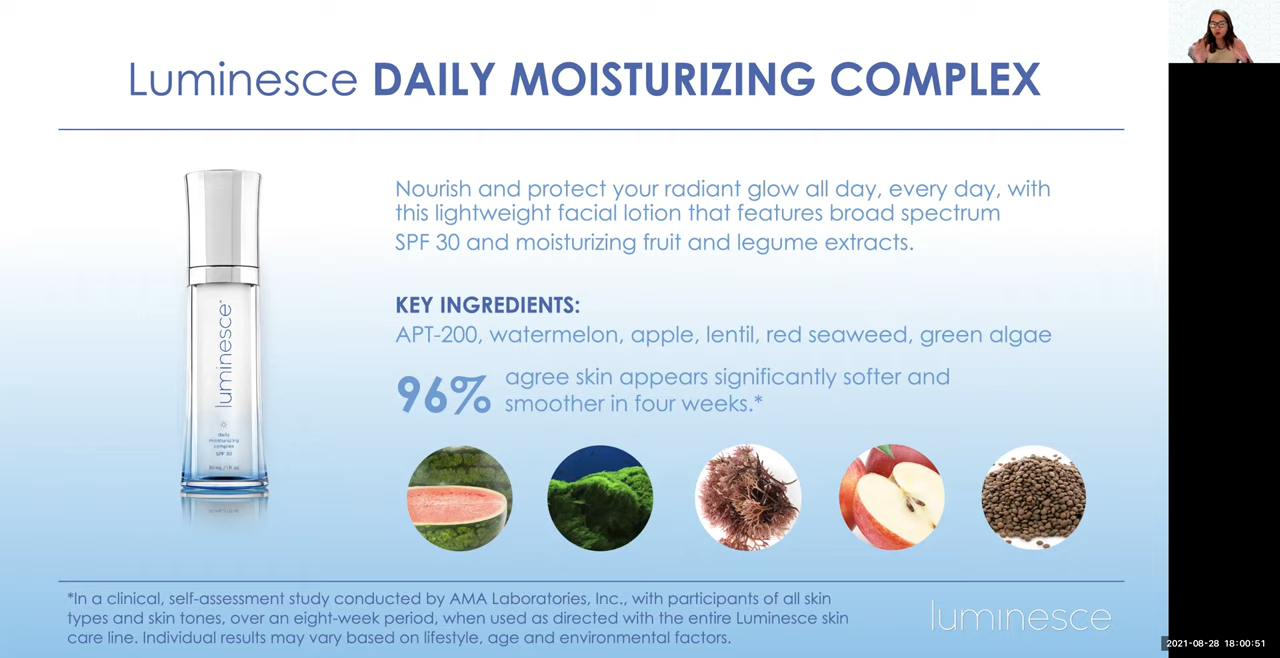 Luminesce DAILY MOISTURIZING COMPLEX
Nourish and protect your radiant glow all day, every day, with
this lightweight facial lotion that features broad spectrum
SPF 30 and moisturizing fruit and legume extracts.
KEY INGREDIENTS:
APT-200, watermelon, apple, lentil, red seaweed, green algae
96% agree skin appears significantly softer and
smoother in four weeks.*
luminesce
daily
moisturizing
complex
SPF 30
30 mL / 1 fl oz
*In a clinical, self-assessment study conducted by AMA Laboratories, Inc., with participants of all skin
types and skin tones, over an eight-week period, when used as directed with the entire Luminesce skin
care line. Individual results may vary based on lifestyle, age and environmental factors.
luminesce
2021-08-28 18:00:51